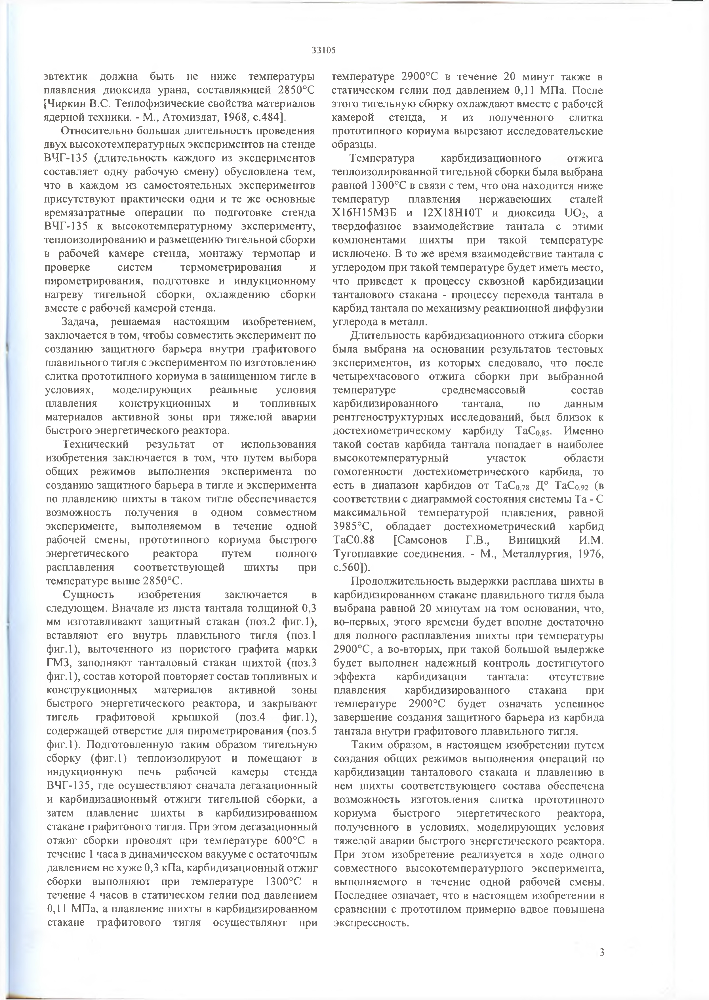 33105
эвтектик должна быть не ниже температуры
плавления диоксида урана, составляющей 2850°С
[Чиркин В.С. Теплофизические свойства материалов
ядерной техники. - М., Атомиздат, 1968, с.484].
Относительно большая длительность проведения
двух высокотемпературных экспериментов на стенде
ВЧГ-135 (длительность каждого из экспериментов
составляет одну рабочую смену) обусловлена тем,
что в каждом из самостоятельных экспериментов
присутствуют практически одни и те же основные
времязатратные операции по подготовке стенда
ВЧГ-135 к высокотемпературному эксперименту,
теплоизолированию и размещению тигельной сборки
в рабочей камере стенда, монтажу термопар и
проверке систем термометрирования и
пирометрирования, подготовке и индукционному
нагреву тигельной сборки, охлаждению сборки
вместе с рабочей камерой стенда.
Задача, решаемая настоящим изобретением,
заключается в том, чтобы совместить эксперимент по
созданию защитного барьера внутри графитового
плавильного тигля с экспериментом по изготовлению
слитка прототипного кориума в защищенном тигле в
условиях, моделирующих реальные условия
плавления конструкционных и топливных
материалов активной зоны при тяжелой аварии
быстрого энергетического реактора.
Технический результат от использования
изобретения заключается в том, что путем выбора
общих режимов выполнения эксперимента по
созданию защитного барьера в тигле и эксперимента
по плавлению шихты в таком тигле обеспечивается
возможность получения в одном совместном
эксперименте, выполняемом в течение одной
рабочей смены, прототипного кориума быстрого
энергетического реактора путем полного
расплавления соответствующей шихты при
температуре выше 2850°С.
Сущность изобретения заключается в
следующем. Вначале из листа тантала толщиной 0,3
мм изготавливают защитный стакан (поз.2 фиг.1),
вставляют его внутрь плавильного тигля (поз.1
фиг.1), выточенного из пористого графита марки
ГМЗ, заполняют танталовый стакан шихтой (поз.3
фиг.1), состав которой повторяет состав топливных и
конструкционных материалов активной зоны
быстрого энергетического реактора, и закрывают
тигель графитовой крышкой (поз.4 фиг.1),
содержащей отверстие для пирометрирования (поз.5
фиг.1). Подготовленную таким образом тигельную
сборку (фиг.1) теплоизолируют и помещают в
индукционную печь рабочей камеры стенда
ВЧГ-135, где осуществляют сначала дегазационный
и карбидизационный отжиги тигельной сборки, а
затем плавление шихты в карбидизированном
стакане графитового тигля. При этом дегазационный
отжиг сборки проводят при температуре 600°С в
течение 1 часа в динамическом вакууме с остаточным
давлением не хуже 0,3 кПа, карбидизационный отжиг
сборки выполняют при температуре 1300°С в
течение 4 часов в статическом гелии под давлением
0,11 МПа, а плавление шихты в карбидизированном
стакане графитового тигля осуществляют при
температуре 2900°С в течение 20 минут также в
статическом гелии под давлением 0,11 МПа. После
этого тигельную сборку охлаждают вместе с рабочей
камерой стенда, и из полученного слитка
прототипного кориума вырезают исследовательские
образцы.
Температура карбидизационного отжига
теплоизолированной тигельной сборки была выбрана
равной 1300°С в связи с тем, что она находится ниже
температур плавления нержавеющих сталей
Х16Н15М3Б и 12Х18Н10Т и диоксида UO₂, а
твердофазное взаимодействие тантала с этими
компонентами шихты при такой температуре
исключено. В то же время взаимодействие тантала с
углеродом при такой температуре будет иметь место,
что приведет к процессу сквозной карбидизации
танталового стакана - процессу перехода тантала в
карбид тантала по механизму реакционной диффузии
углерода в металл.
Длительность карбидизационного отжига сборки
была выбрана на основании результатов тестовых
экспериментов, из которых следовало, что после
четырехчасового отжига сборки при выбранной
температуре среднемассовый состав
карбидизированного тантала, по данным
рентгеноструктурных исследований, был близок к
достехиометрическому карбиду ТаС₀,₈₅. Именно
такой состав карбида тантала попадает в наиболее
высокотемпературный участок области
гомогенности достехиометрического карбида, то
есть в диапазон карбидов от ТаС₀,₇₈ Д° ТаС₀,₉₂ (в
соответствии с диаграммой состояния системы Та - С
максимальной температурой плавления, равной
3985°С, обладает достехиометрический карбид
ТаС0.88 [Самсонов Г.В., Виницкий И.М.
Тугоплавкие соединения. - М., Металлургия, 1976,
с.560]).
Продолжительность выдержки расплава шихты в
карбидизированном стакане плавильного тигля была
выбрана равной 20 минутам на том основании, что,
во-первых, этого времени будет вполне достаточно
для полного расплавления шихты при температуры
2900°С, а во-вторых, при такой большой выдержке
будет выполнен надежный контроль достигнутого
эффекта карбидизации тантала: отсутствие
плавления карбидизированного стакана при
температуре 2900°С будет означать успешное
завершение создания защитного барьера из карбида
тантала внутри графитового плавильного тигля.
Таким образом, в настоящем изобретении путем
создания общих режимов выполнения операций по
карбидизации танталового стакана и плавлению в
нем шихты соответствующего состава обеспечена
возможность изготовления слитка прототипного
кориума быстрого энергетического реактора,
полученного в условиях, моделирующих условия
тяжелой аварии быстрого энергетического реактора.
При этом изобретение реализуется в ходе одного
совместного высокотемпературного эксперимента,
выполняемого в течение одной рабочей смены.
Последнее означает, что в настоящем изобретении в
сравнении с прототипом примерно вдвое повышена
экспрессность.
3